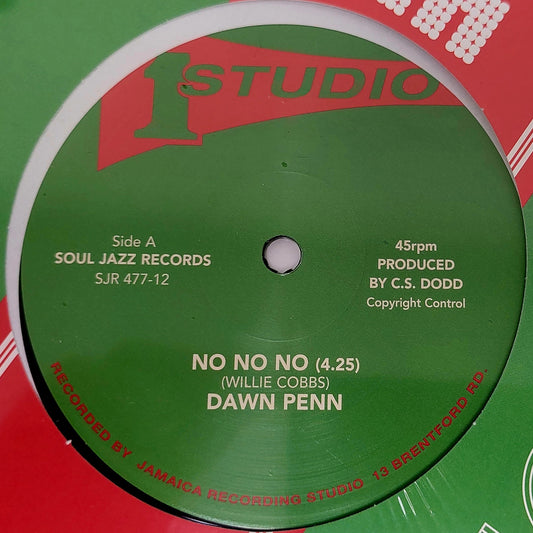 1 STUDIO
Side A
SOUL JAZZ RECORDS
SJR 477-12
45rpm
PRODUCED
BY C.S. DODD
Copyright Control
NO NO NO (4.25)
(WILLIE COBBS)
DAWN PENN
RECORDED BY JAMAICA RECORDING STUDIO 13 BRENTFORD RD.